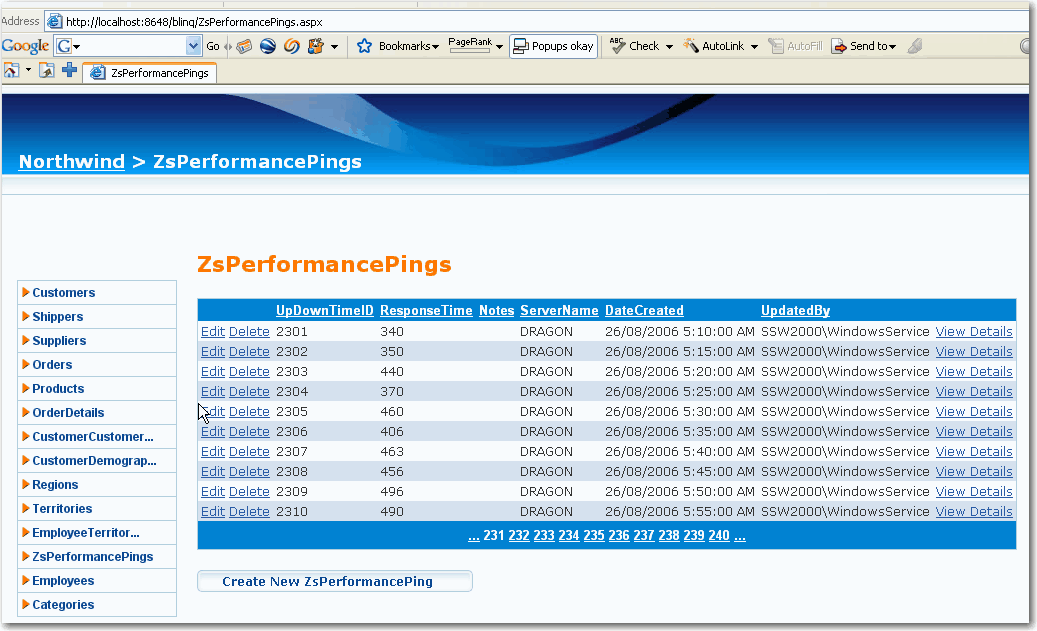 Address http://localhost:8648/blinq/ZsPerformancePings.aspx
Google G Go Bookmarks PageRank Popups okay ABC Check AutoLink AutoFill Send to
ZsPerformancePings
Northwind > ZsPerformancePings
ZsPerformancePings
Customers
Shippers
Suppliers
Orders
Products
OrderDetails
CustomerCustomer...
CustomerDemograp...
Regions
Territories
EmployeeTerritor...
ZsPerformancePings
Employees
Categories
UpDownTimeID ResponseTime Notes ServerName DateCreated UpdatedBy
Edit Delete 2301 340 DRAGON 26/08/2006 5:10:00 AM SSW2000\WindowsService View Details
Edit Delete 2302 350 DRAGON 26/08/2006 5:15:00 AM SSW2000\WindowsService View Details
Edit Delete 2303 440 DRAGON 26/08/2006 5:20:00 AM SSW2000\WindowsService View Details
Edit Delete 2304 370 DRAGON 26/08/2006 5:25:00 AM SSW2000\WindowsService View Details
Edit Delete 2305 460 DRAGON 26/08/2006 5:30:00 AM SSW2000\WindowsService View Details
Edit Delete 2306 406 DRAGON 26/08/2006 5:35:00 AM SSW2000\WindowsService View Details
Edit Delete 2307 463 DRAGON 26/08/2006 5:40:00 AM SSW2000\WindowsService View Details
Edit Delete 2308 456 DRAGON 26/08/2006 5:45:00 AM SSW2000\WindowsService View Details
Edit Delete 2309 496 DRAGON 26/08/2006 5:50:00 AM SSW2000\WindowsService View Details
Edit Delete 2310 490 DRAGON 26/08/2006 5:55:00 AM SSW2000\WindowsService View Details
... 231 232 233 234 235 236 237 238 239 240 ...
Create New ZsPerformancePing